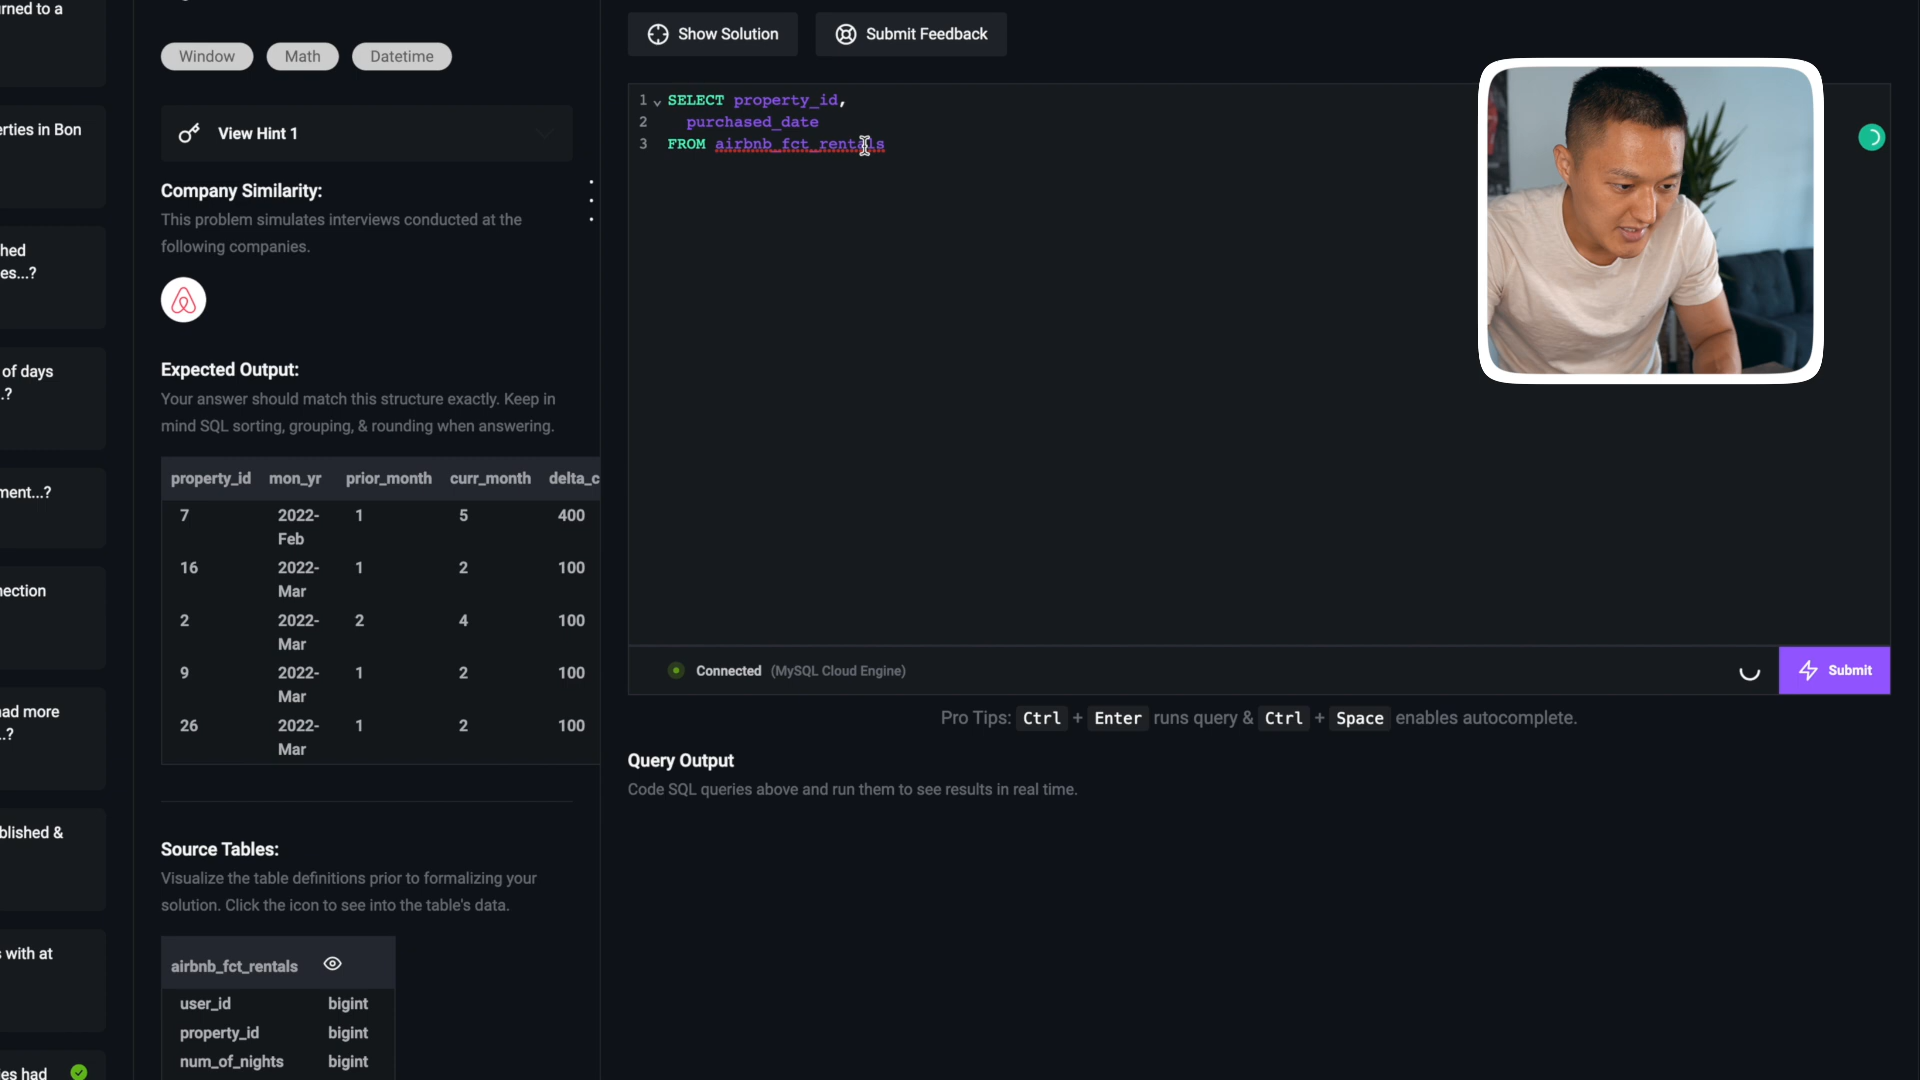 rned to a
erties in Bon
hed
es...?
of days
.?
ment...?
nection
ad more
..?
blished &
s with at
ies had
Window
Math
Datetime
View Hint 1
Company Similarity:
This problem simulates interviews conducted at the
following companies.
Expected Output:
Your answer should match this structure exactly. Keep in
mind SQL sorting, grouping, & rounding when answering.
property_id mon_yr prior_month curr_month delta_c
7 2022- 1 5 400
Feb
16 2022- 1 2 100
Mar
2 2022- 2 4 100
Mar
9 2022- 1 2 100
Mar
26 2022- 1 2 100
Mar
Source Tables:
Visualize the table definitions prior to formalizing your
solution. Click the icon to see into the table's data.
airbnb_fct_rentals
user_id bigint
property_id bigint
num_of_nights bigint
Show Solution
Submit Feedback
1 SELECT property_id,
2 purchased_date
3 FROM airbnb_fct_rentals
Connected (MySQL Cloud Engine)
Submit
Pro Tips: Ctrl + Enter runs query & Ctrl + Space enables autocomplete.
Query Output
Code SQL queries above and run them to see results in real time.